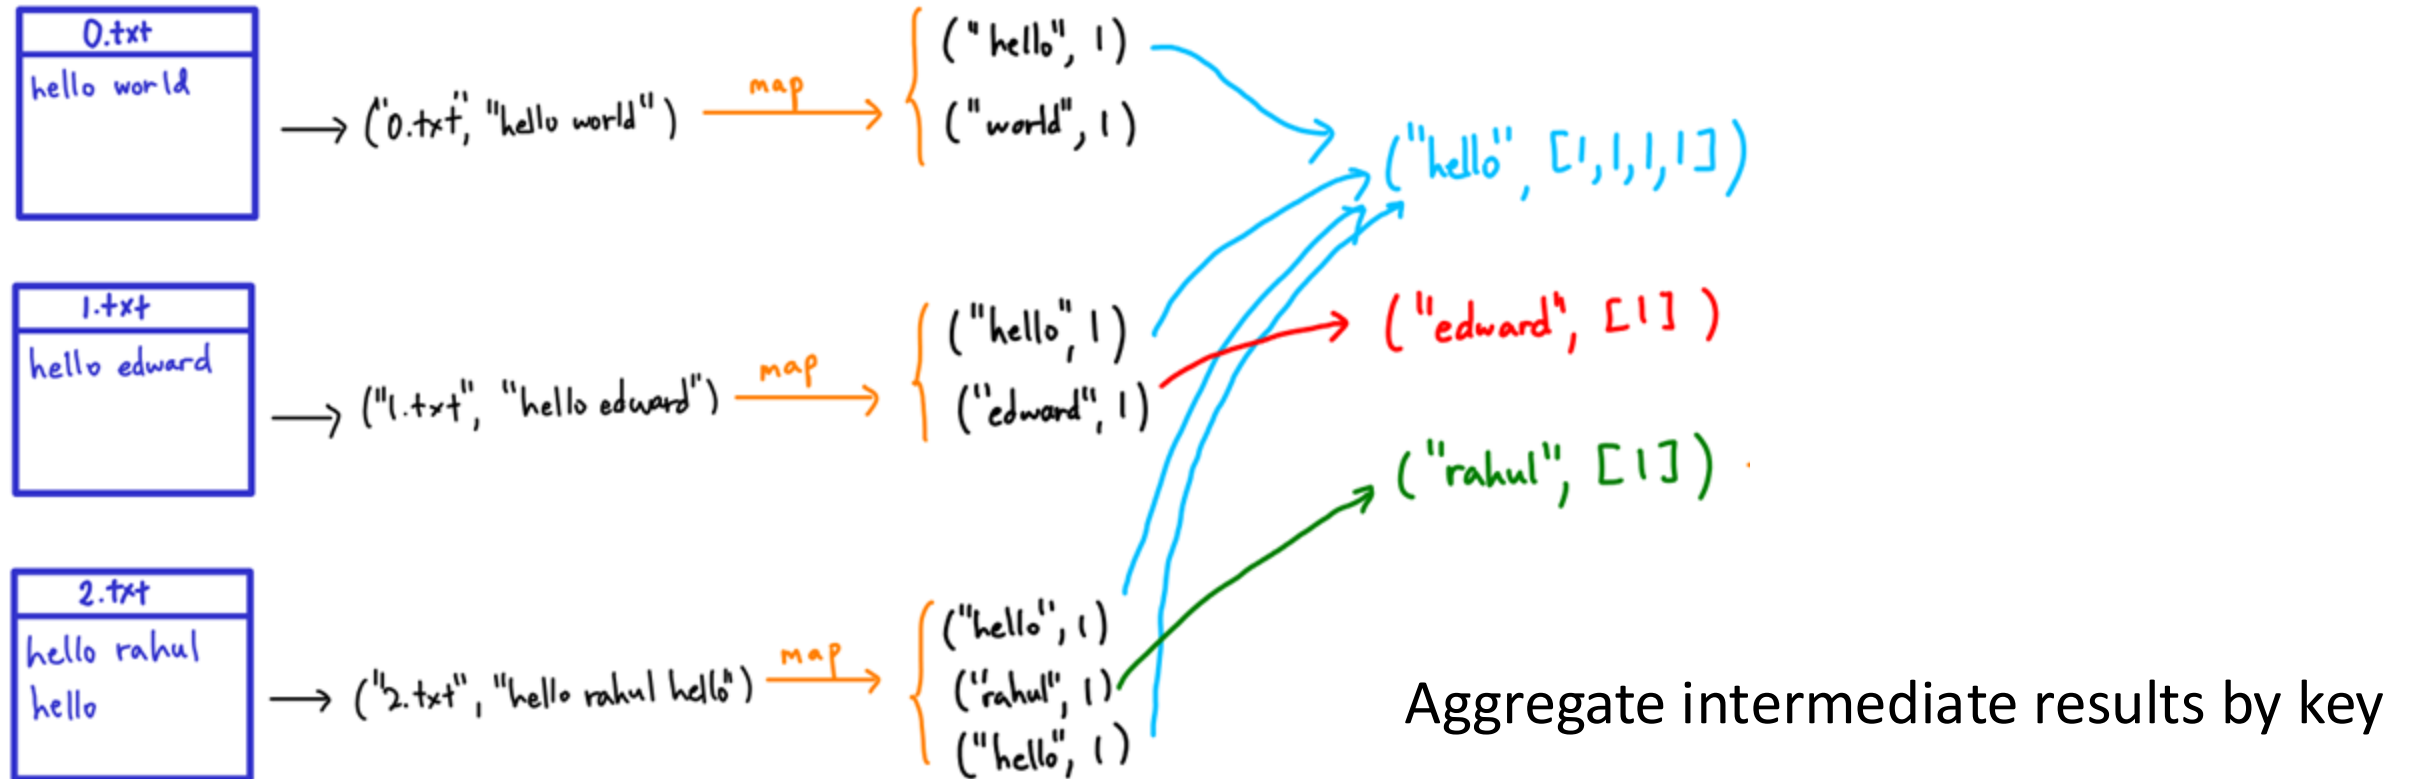 0.txt
hello world
("0.txt", "hello world")
map
("hello", 1)
("world", 1)
("hello", [1,1,1,1])
1.txt
hello edward
("1.txt", "hello edward")
map
("hello", 1)
("edward", 1)
("edward", [1])
("rahul", [1])
2.txt
hello rahul
hello
("2.txt", "hello rahul hello")
map
("hello", 1)
("rahul", 1)
("hello", 1)
Aggregate intermediate results by key